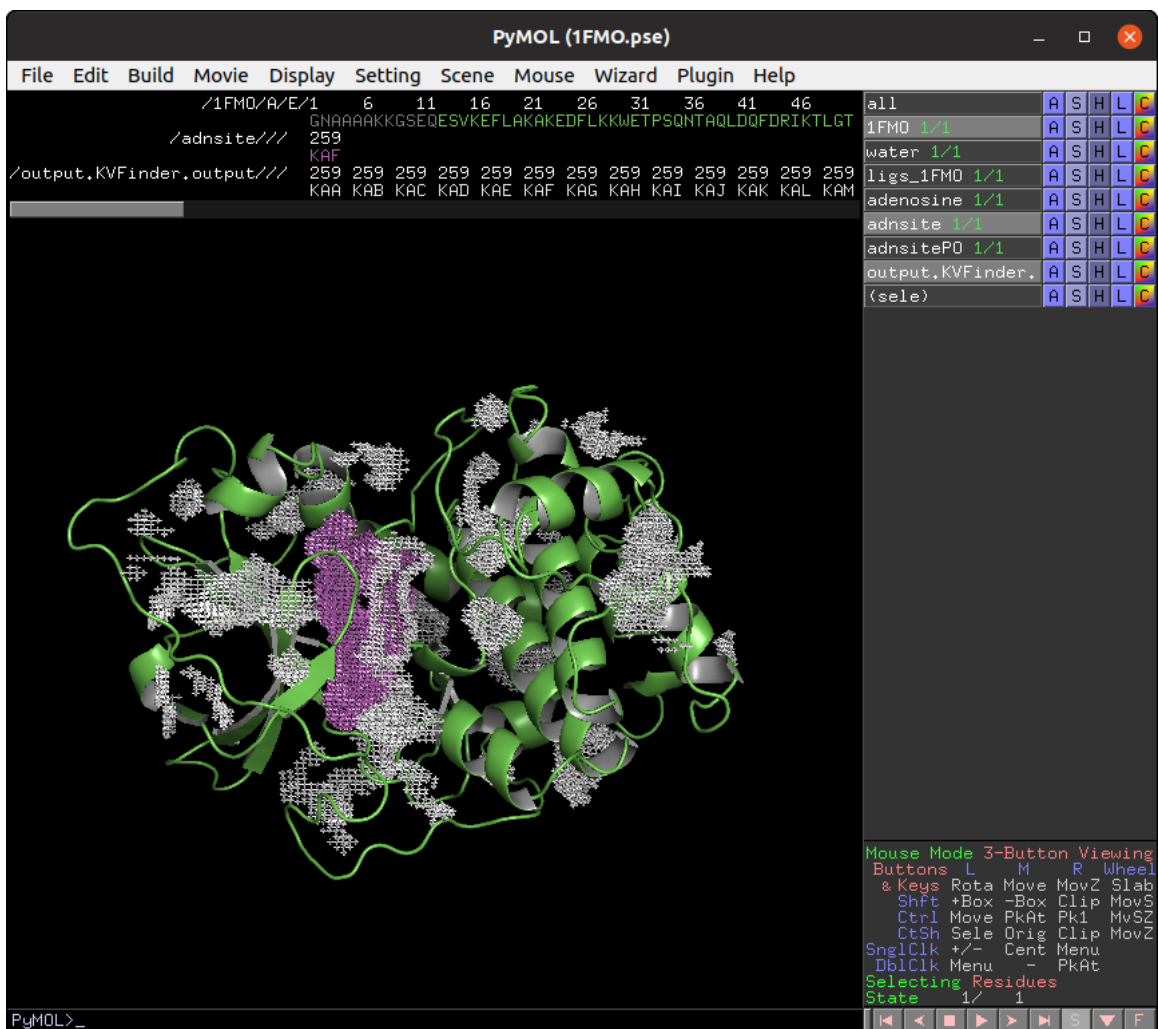 PyMOL (1FMO.pse)
File Edit Build Movie Display Setting Scene Mouse Wizard Plugin Help
/1FMO/A/E/1 6 11 16 21 26 31 36 41 46
GNAAAAKKGSEQESVKEFLAKAKEDFLKKWETPSQNTAQLDQFDRIKTLGT
/adnsite/// 259
KAF
/output.KVFinder.output/// 259 259 259 259 259 259 259 259 259 259 259 259 259
KAA KAB KAC KAD KAE KAF KAG KAH KAI KAJ KAK KAL KAM
all A S H L C
1FMO 1/1 A S H L C
water 1/1 A S H L C
ligs_1FMO 1/1 A S H L C
adenosine 1/1 A S H L C
adnsite 1/1 A S H L C
adnsitePO 1/1 A S H L C
output.KVFinder. A S H L C
(sele) A S H L C
Mouse Mode 3-Button Viewing
Buttons L M R Wheel
& Keys Rota Move MovZ Slab
Shft +Box -Box Clip MovS
Ctrl Move PkAt Pk1 MvSZ
CtSh Sele Orig Clip MovZ
SnglClk +/- Cent Menu
DblClk Menu - PkAt
Selecting Residues
State 1/ 1
PyMOL>_
S F